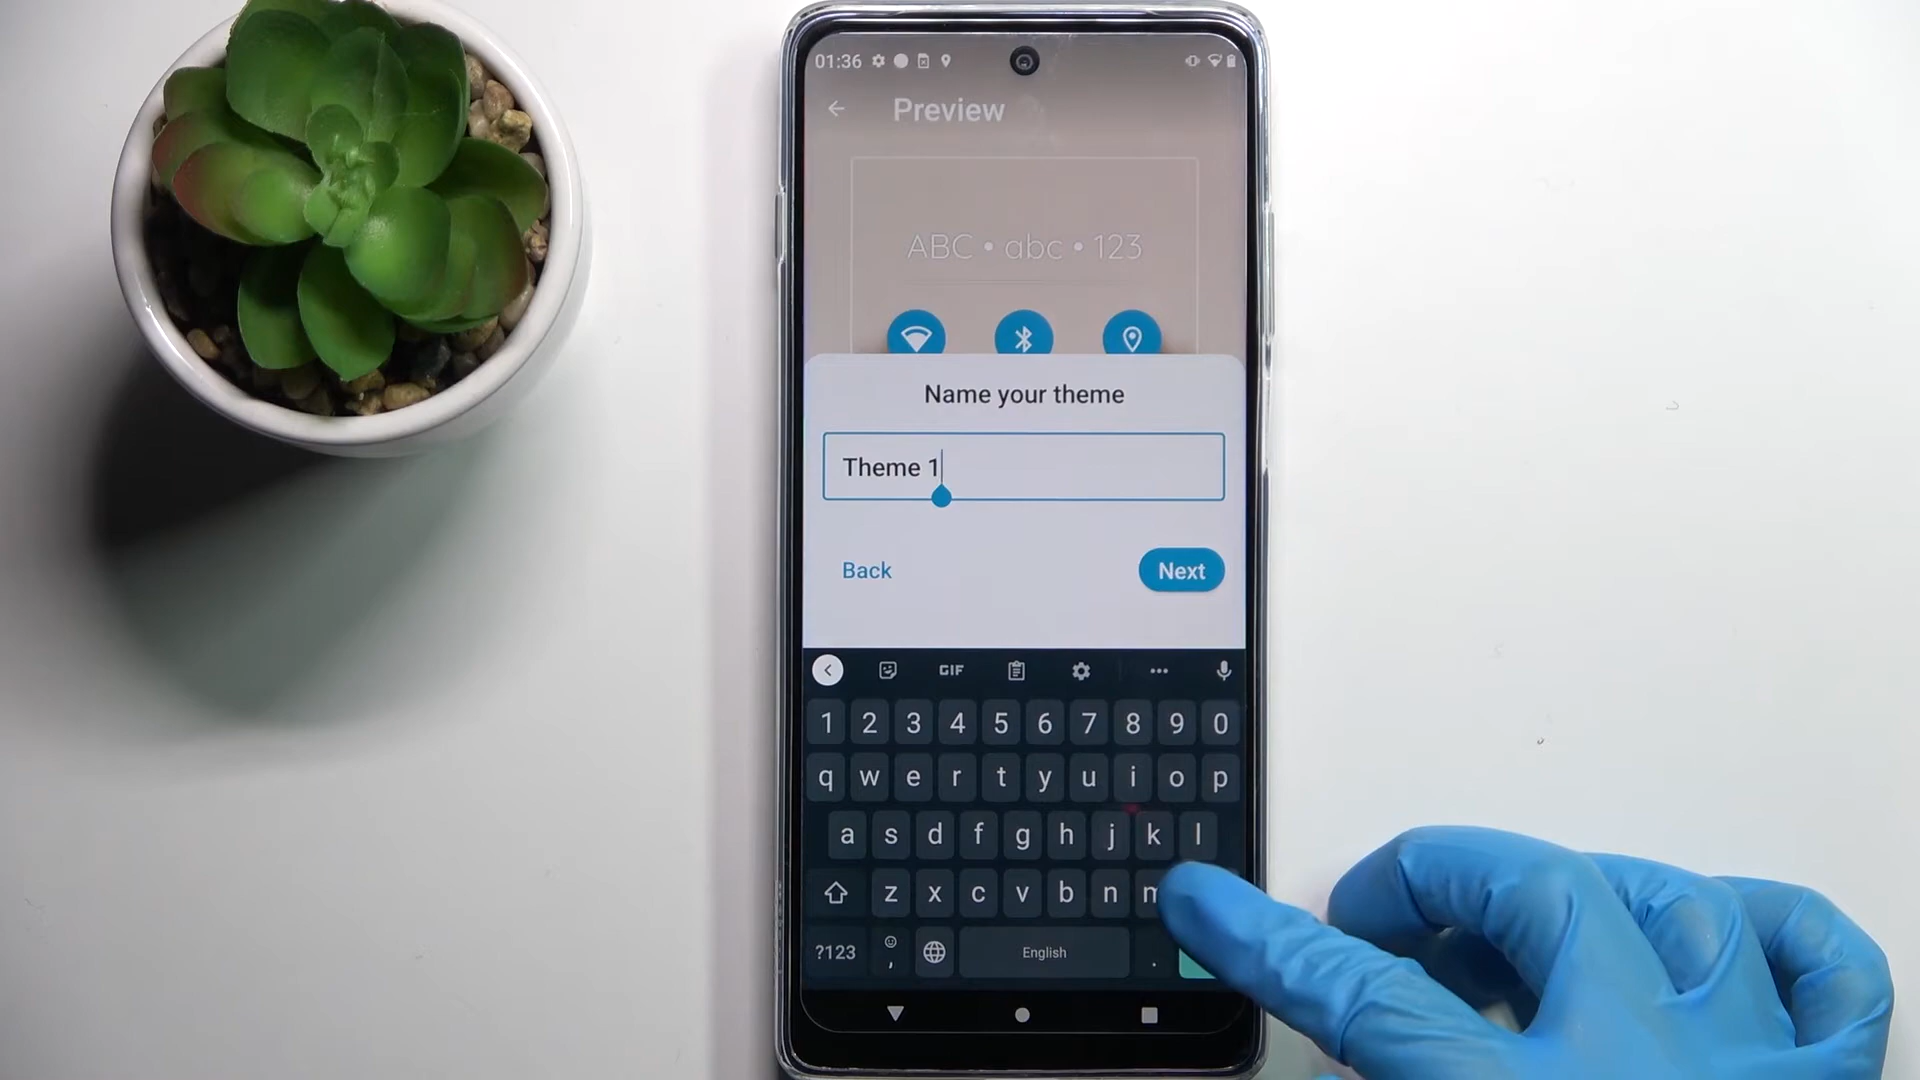 01:36
Preview
ABC • abc • 123
Name your theme
Theme 1
Back
Next
GIF
1 2 3 4 5 6 7 8 9 0
q w e r t y u i o p
a s d f g h j k l
z x c v b n m
?123 , English .